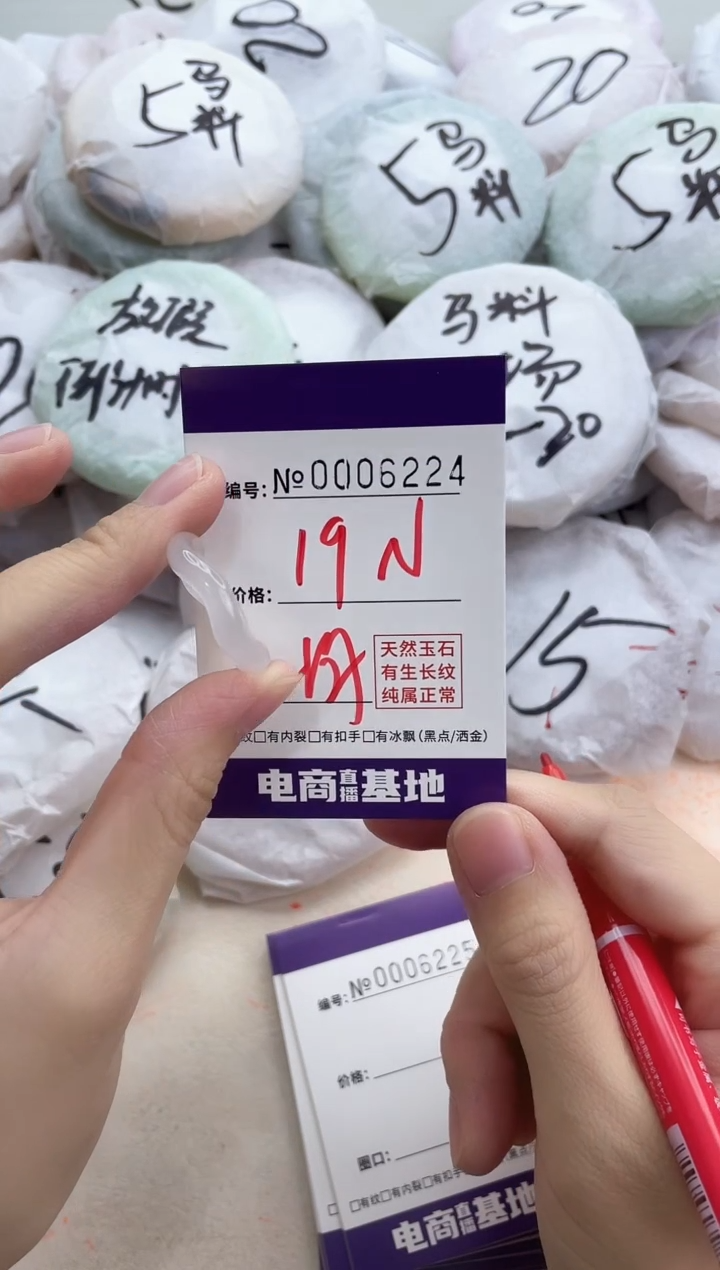 5 马料
20
5 马料
5 马料
马料
场
-20
15
编号: №0006224
19 N
价格:
天然玉石
有生长纹
纯属正常
纹□有内裂□有扣手□有冰飘(黑点/洒金)
电商直播基地
编号: №0006225
价格:
圈口:
□有纹□有内裂□有扣手
电商直播基地